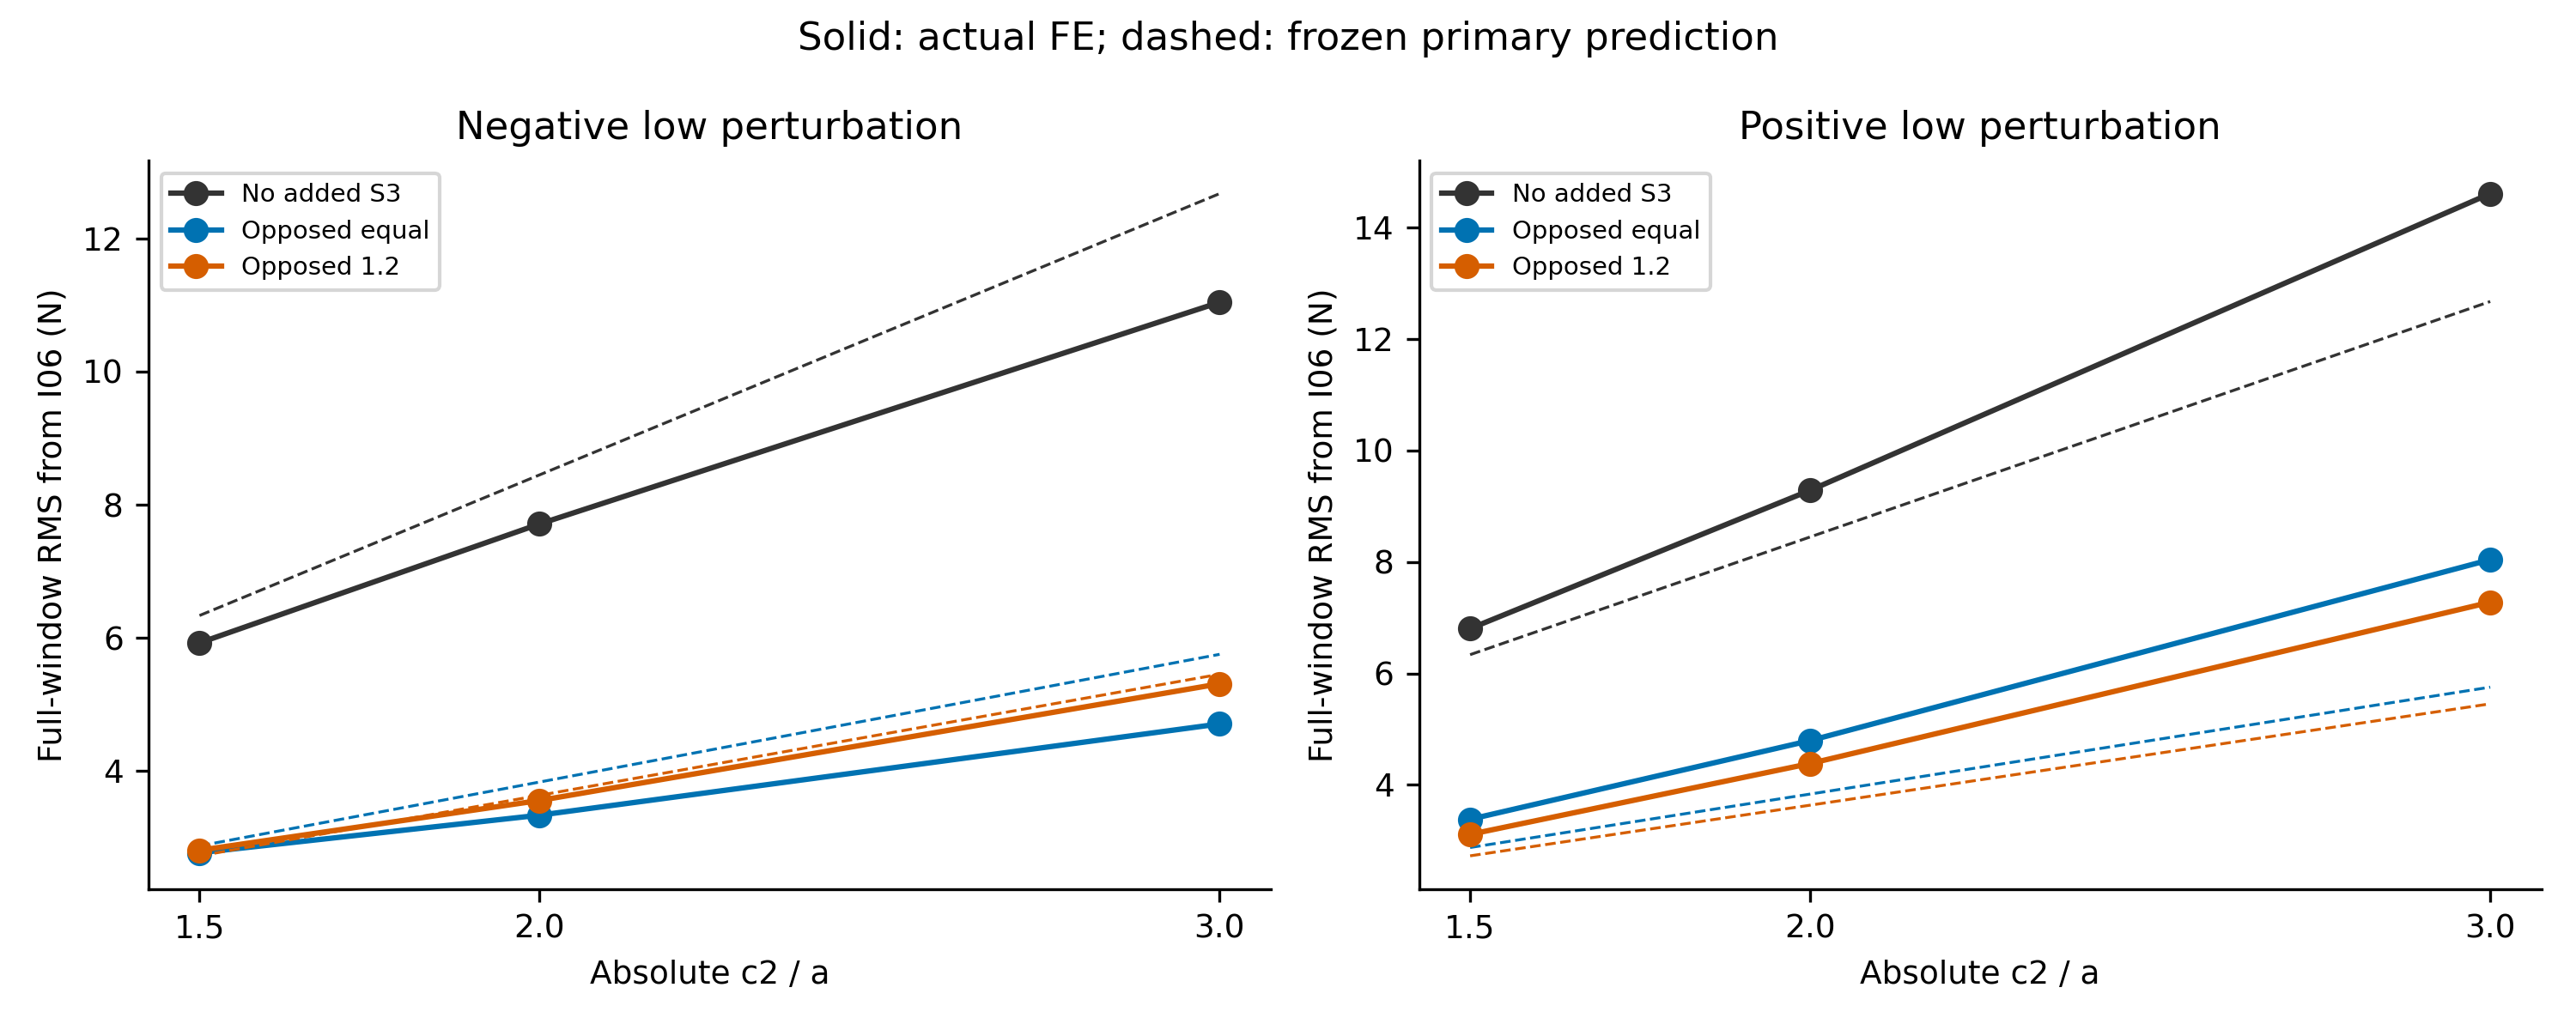 Solid: actual FE; dashed: frozen primary prediction
Negative low perturbation
No added S3
Opposed equal
Opposed 1.2
12
10
8
6
4
Full-window RMS from I06 (N)
1.5
2.0
3.0
Absolute c2 / a
Positive low perturbation
No added S3
Opposed equal
Opposed 1.2
14
12
10
8
6
4
Full-window RMS from I06 (N)
1.5
2.0
3.0
Absolute c2 / a